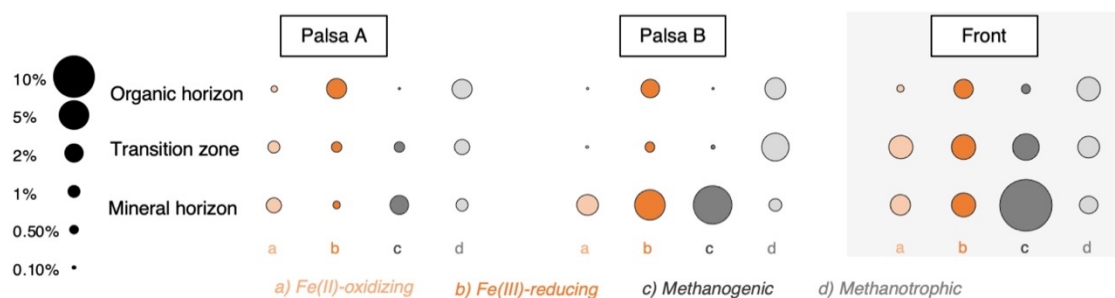 Palsa A Palsa B Front
10%
Organic horizon
5%
2% Transition zone
1%
Mineral horizon
0.50%
0.10%
a b c d a b c d a b c d
a) Fe(II)-oxidizing b) Fe(III)-reducing c) Methanogenic d) Methanotrophic